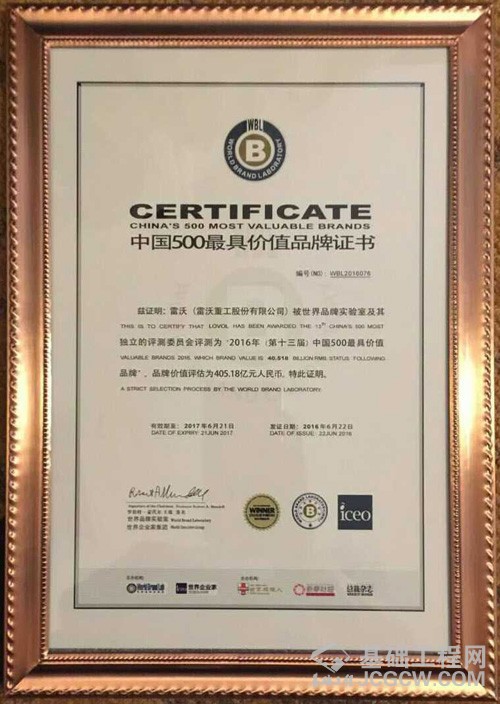 WBL
WORLD BRAND LABORATORY
B
CERTIFICATE
CHINA'S 500 MOST VALUABLE BRANDS
中国500最具价值品牌证书
编号(NO): WBL2016076
兹证明：雷沃（雷沃重工股份有限公司）被世界品牌实验室及其
THIS IS TO CERTIFY THAT LOVOL HAS BEEN AWARDED THE 13TH CHINA'S 500 MOST
独立的评测委员会评测为“2016年（第十三届）中国500最具价值
VALUABLE BRANDS 2016, WHICH BRAND VALUE IS 40.518 BILLION RMB. STATUS FOLLOWING
品牌”，品牌价值评估为405.18亿元人民币，特此证明。
A STRICT SELECTION PROCESS BY THE WORLD BRAND LABORATORY.
有效期至：2017年6月21日 发证日期：2016年6月22日
DATE OF EXPIRY: 21JUN 2017 DATE OF ISSUE: 22JUN 2016
世界品牌实验室 World Brand Laboratory
世界企业家集团 World Executive Group
WINNER
B
iceo
世界企业家
基础工程网
JCGCW.COM